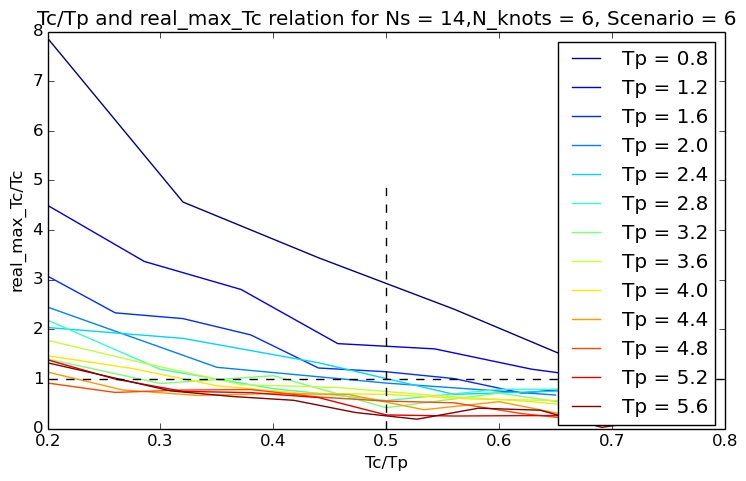 Tc/Tp and real_max_Tc relation for Ns = 14,N_knots = 6, Scenario = 6
8
7
6
5
4
3
2
1
0
real_max_Tc/Tc
0.2 0.3 0.4 0.5 0.6 0.7 0.8
Tc/Tp
Tp = 0.8
Tp = 1.2
Tp = 1.6
Tp = 2.0
Tp = 2.4
Tp = 2.8
Tp = 3.2
Tp = 3.6
Tp = 4.0
Tp = 4.4
Tp = 4.8
Tp = 5.2
Tp = 5.6